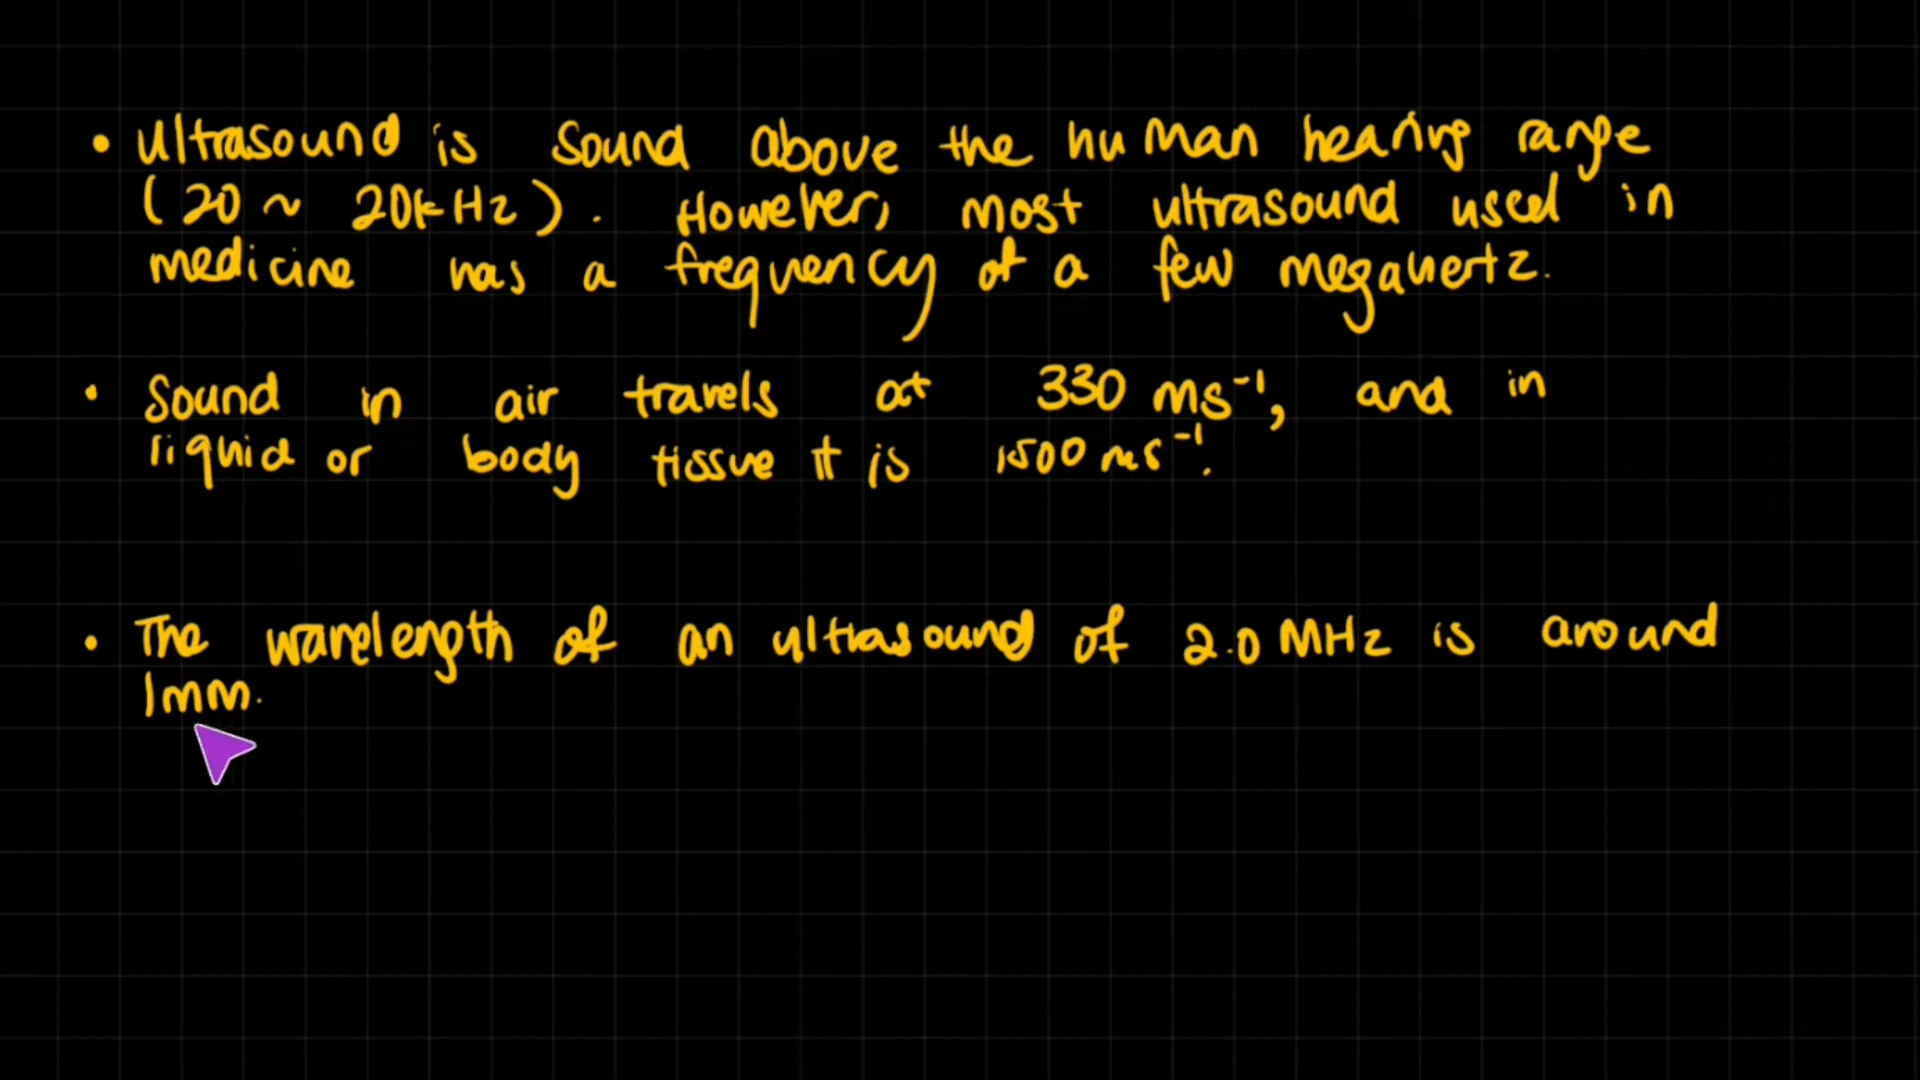 • Ultrasound is sound above the human hearing range
(20 ~ 20kHz). However, most ultrasound used in
medicine has a frequency of a few megahertz.
• Sound in air travels at 330 ms⁻¹, and in
liquid or body tissue it is 1500 ms⁻¹.
• The wavelength of an ultrasound of 2.0 MHz is around
1mm.